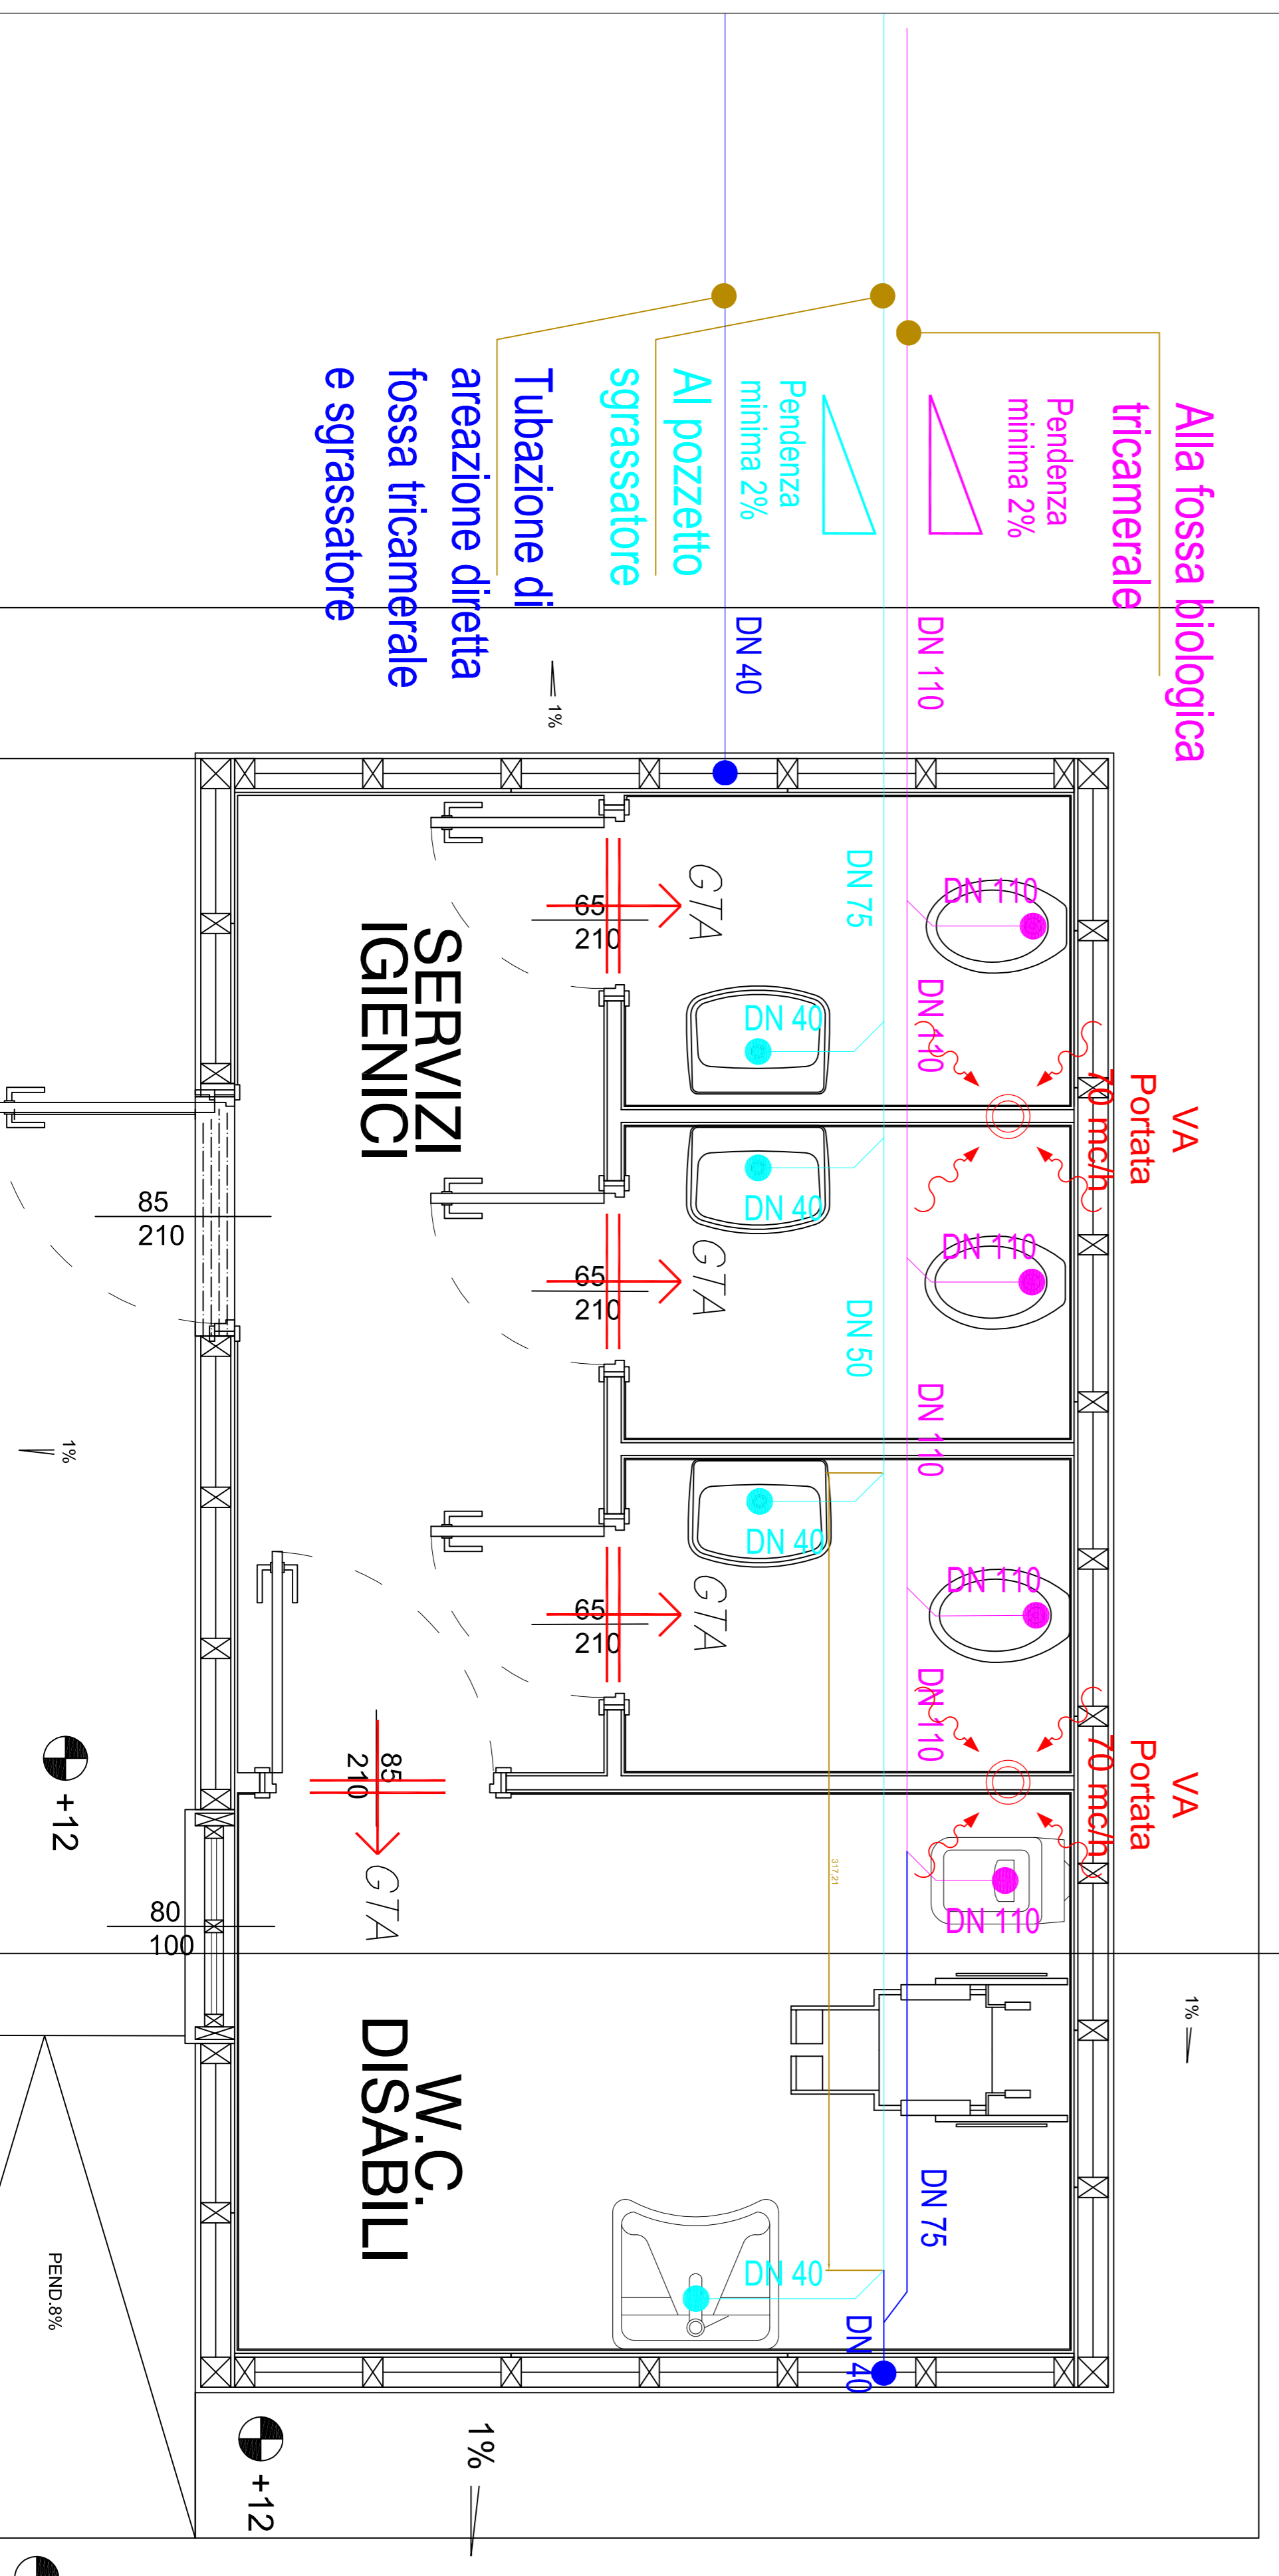 Alla fossa biologica
tricamerale
Pendenza
minima 2%
Pendenza
minima 2%
Al pozzetto
sgrassatore
Tubazione di
areazione diretta
fossa tricamerale
e sgrassatore
DN 110
DN 40
1%
DN 110
DN 75
GTA
65
210
DN 40
DN 110
VA
Portata
70 mc/h
SERVIZI
IGIENICI
DN 40
DN 110
GTA
65
210
85
210
DN 50
DN 110
1%
DN 40
DN 110
GTA
65
210
DN 110
VA
Portata
70 mc/h
85
210
GTA
+12
317,21
DN 110
80
100
1%
W.C.
DISABILI
DN 75
DN 40
DN 40
PEND.8%
+12
1%